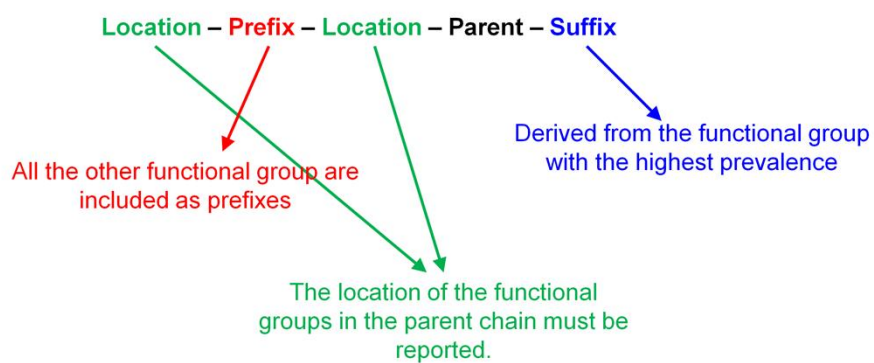 Location – Prefix – Location – Parent – Suffix
Derived from the functional group
with the highest prevalence
All the other functional group are
included as prefixes
The location of the functional
groups in the parent chain must be
reported.